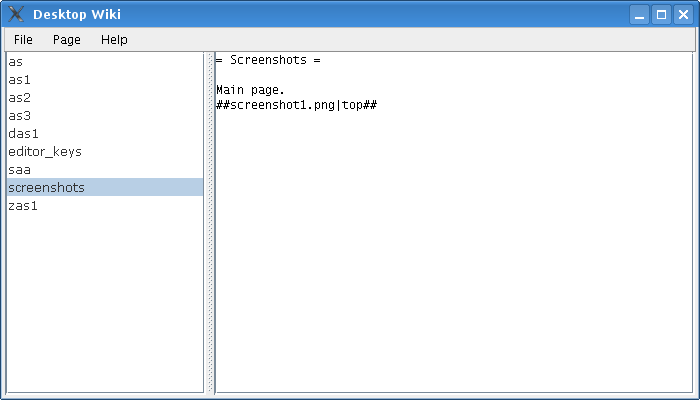 Desktop Wiki
File Page Help
as
as1
as2
as3
das1
editor_keys
saa
screenshots
zas1
= Screenshots =
Main page.
##screenshot1.png|top##